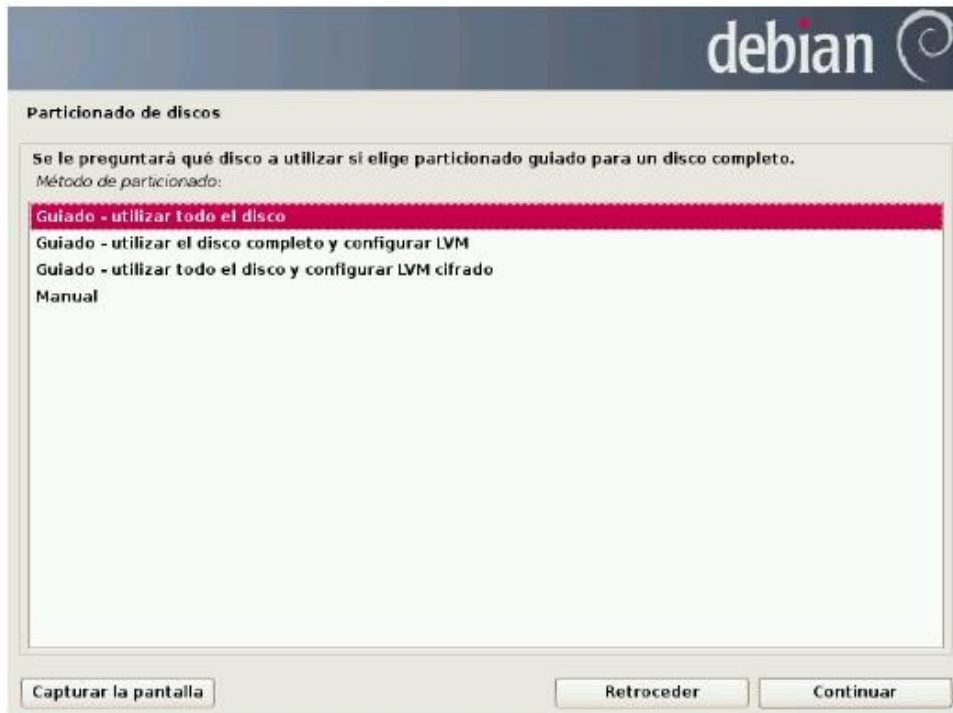 debian
Particionado de discos
Se le preguntará qué disco a utilizar si elige particionado guiado para un disco completo.
Método de particionado:
Guiado - utilizar todo el disco
Guiado - utilizar el disco completo y configurar LVM
Guiado - utilizar todo el disco y configurar LVM cifrado
Manual
Capturar la pantalla
Retroceder
Continuar